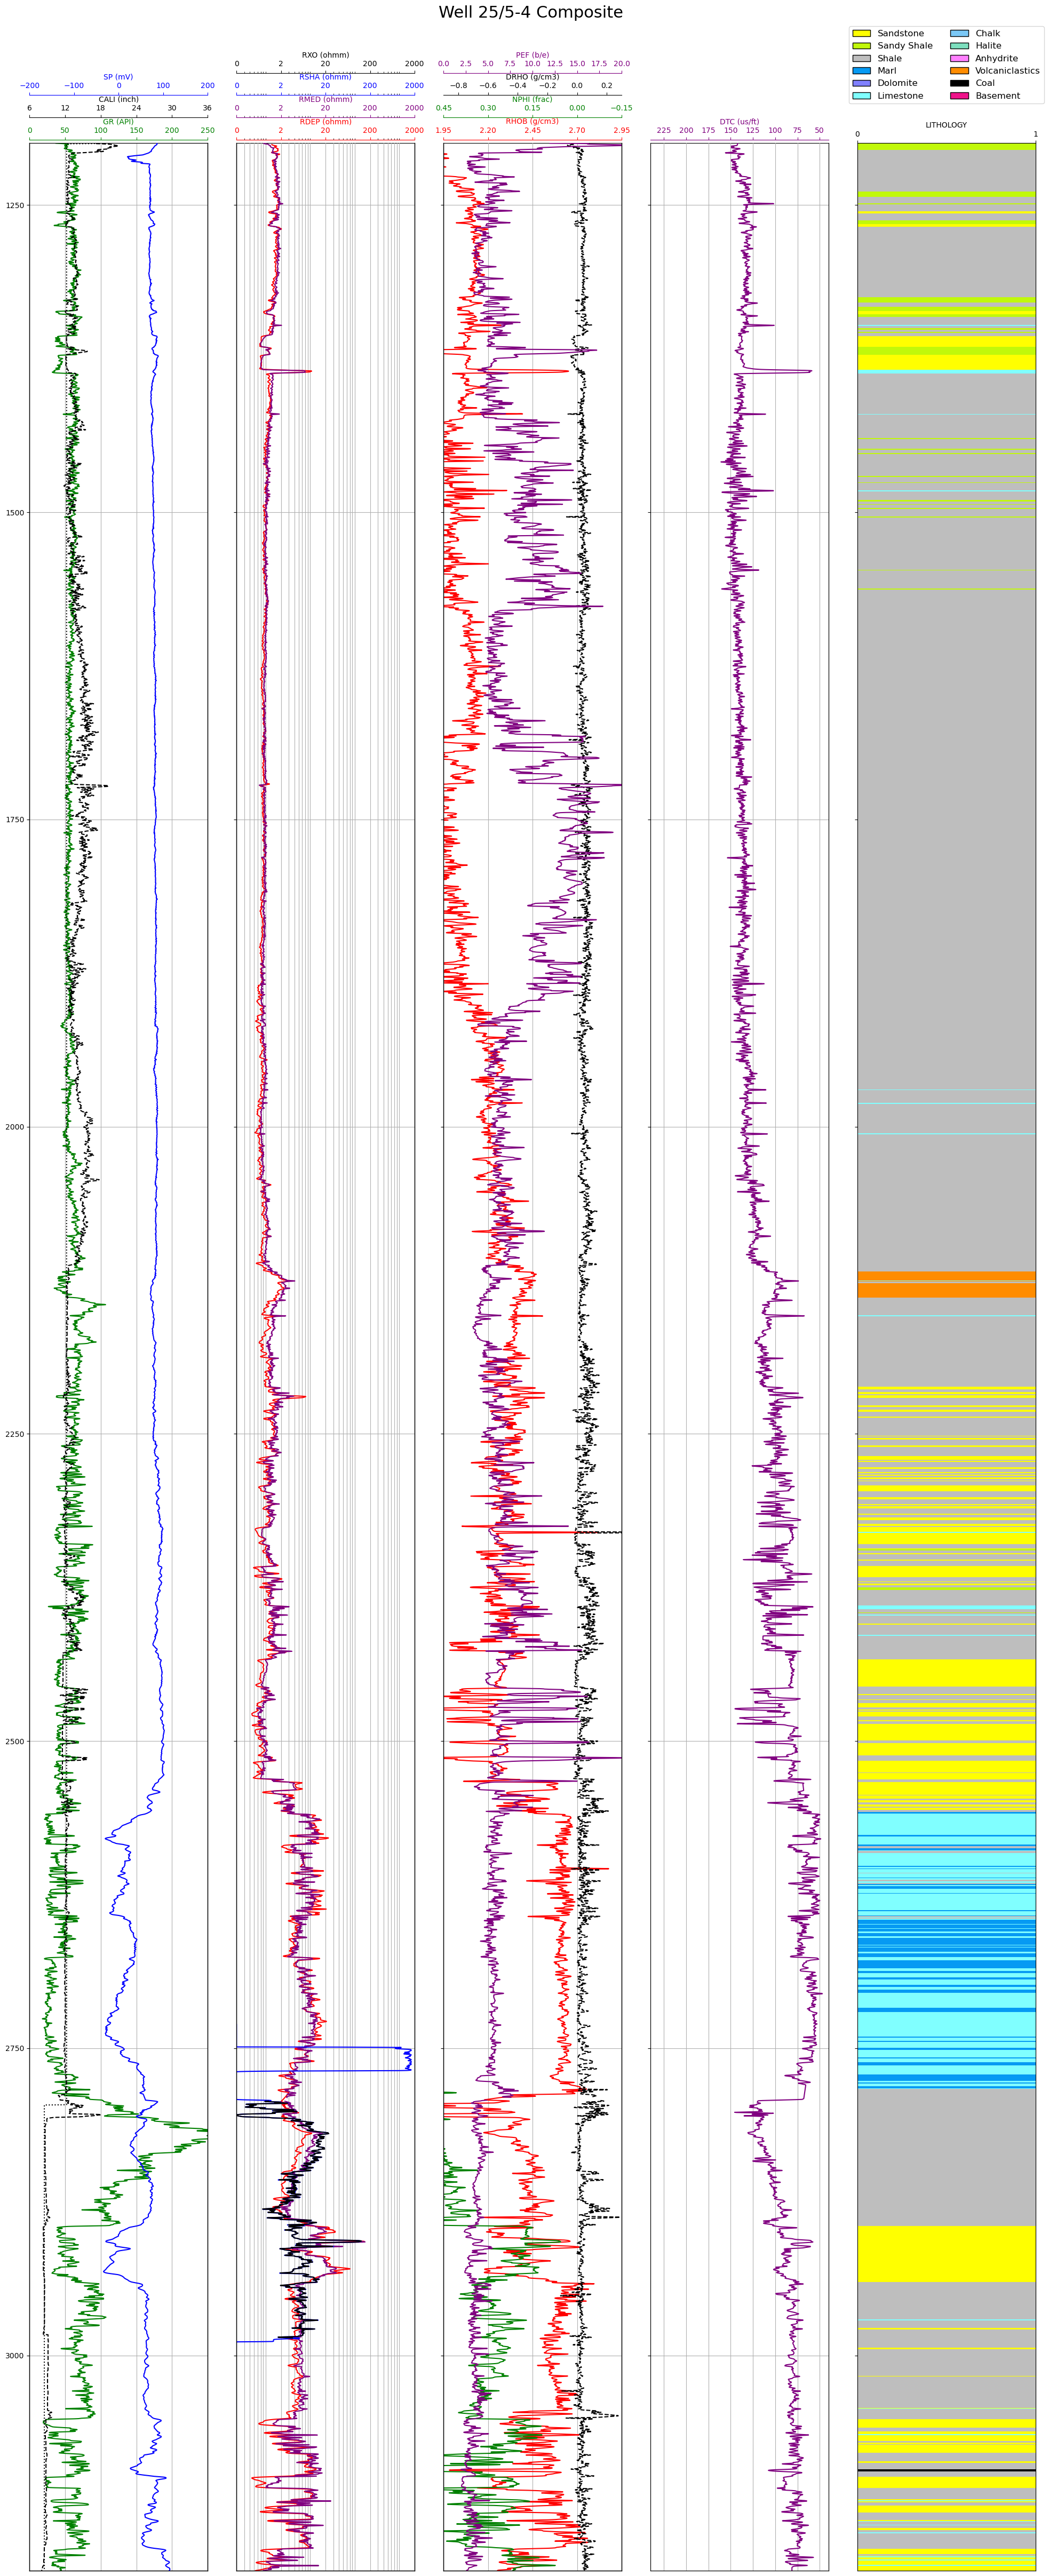 Well 25/5-4 Composite
Sandstone Chalk
Sandy Shale Halite
Shale Anhydrite
Marl Volcaniclastics
Dolomite Coal
Limestone Basement
RXO (ohmm) PEF (b/e)
0 2 20 200 2000 0.0 2.5 5.0 7.5 10.0 12.5 15.0 17.5 20.0
SP (mV) RSHA (ohmm) DRHO (g/cm3)
−200 −100 0 100 200 0 2 20 200 2000 −0.8 −0.6 −0.4 −0.2 0.0 0.2
CALI (inch) RMED (ohmm) NPHI (frac)
6 12 18 24 30 36 0 2 20 200 2000 0.45 0.30 0.15 0.00 −0.15
GR (API) RDEP (ohmm) RHOB (g/cm3) DTC (us/ft) LITHOLOGY
0 50 100 150 200 250 0 2 20 200 2000 1.95 2.20 2.45 2.70 2.95 225 200 175 150 125 100 75 50 0 1
1250
1500
1750
2000
2250
2500
2750
3000